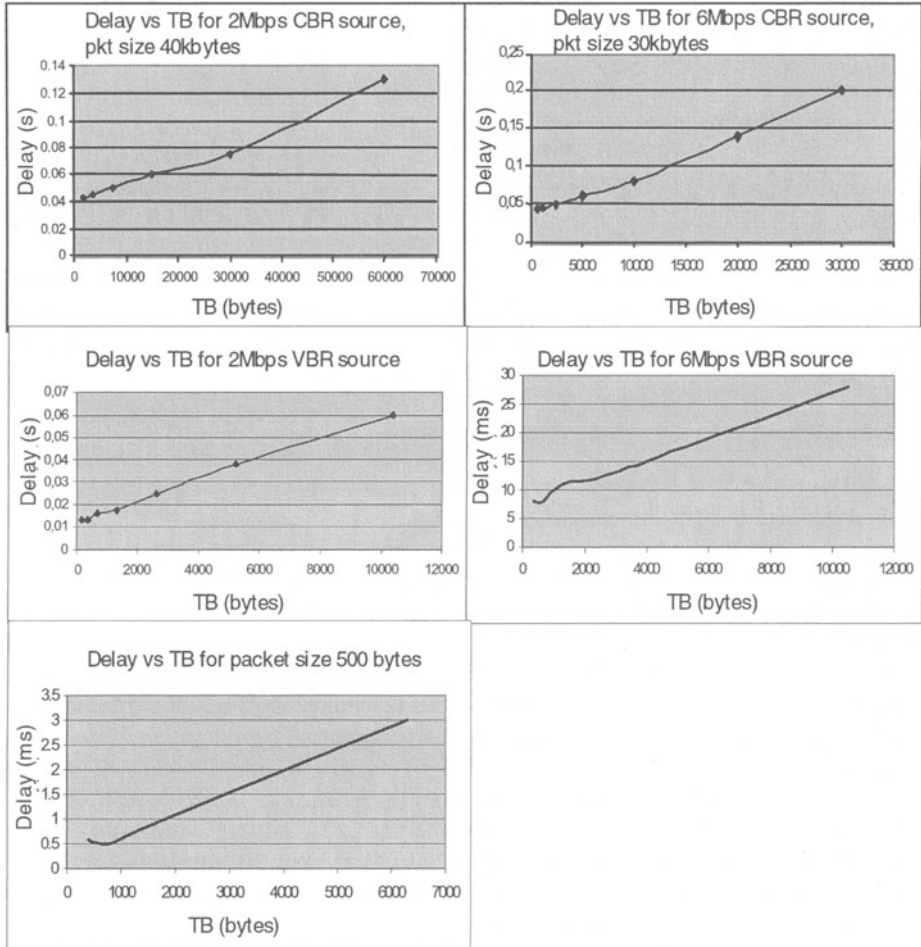 Delay vs TB for 2Mbps CBR source,
pkt size 40kbytes
0.14
0.12
0.1
0.08
0.06
0.04
0.02
0
Delay (s)
0 10000 20000 30000 40000 50000 60000 70000
TB (bytes)
Delay vs TB for 6Mbps CBR source,
pkt size 30kbytes
0,25
0,2
0,15
0,1
0,05
0
Delay (s)
0 5000 10000 15000 20000 25000 30000 35000
TB (bytes)
Delay vs TB for 2Mbps VBR source
0,07
0,06
0,05
0,04
0,03
0,02
0,01
0
Delay (s)
0 2000 4000 6000 8000 10000 12000
TB (bytes)
Delay vs TB for 6Mbps VBR source
30
25
20
15
10
5
0
Delay (ms)
0 2000 4000 6000 8000 10000 12000
TB (bytes)
Delay vs TB for packet size 500 bytes
3.5
3
2.5
2
1.5
1
0.5
0
Delay (ms)
0 1000 2000 3000 4000 5000 6000 7000
TB (bytes)